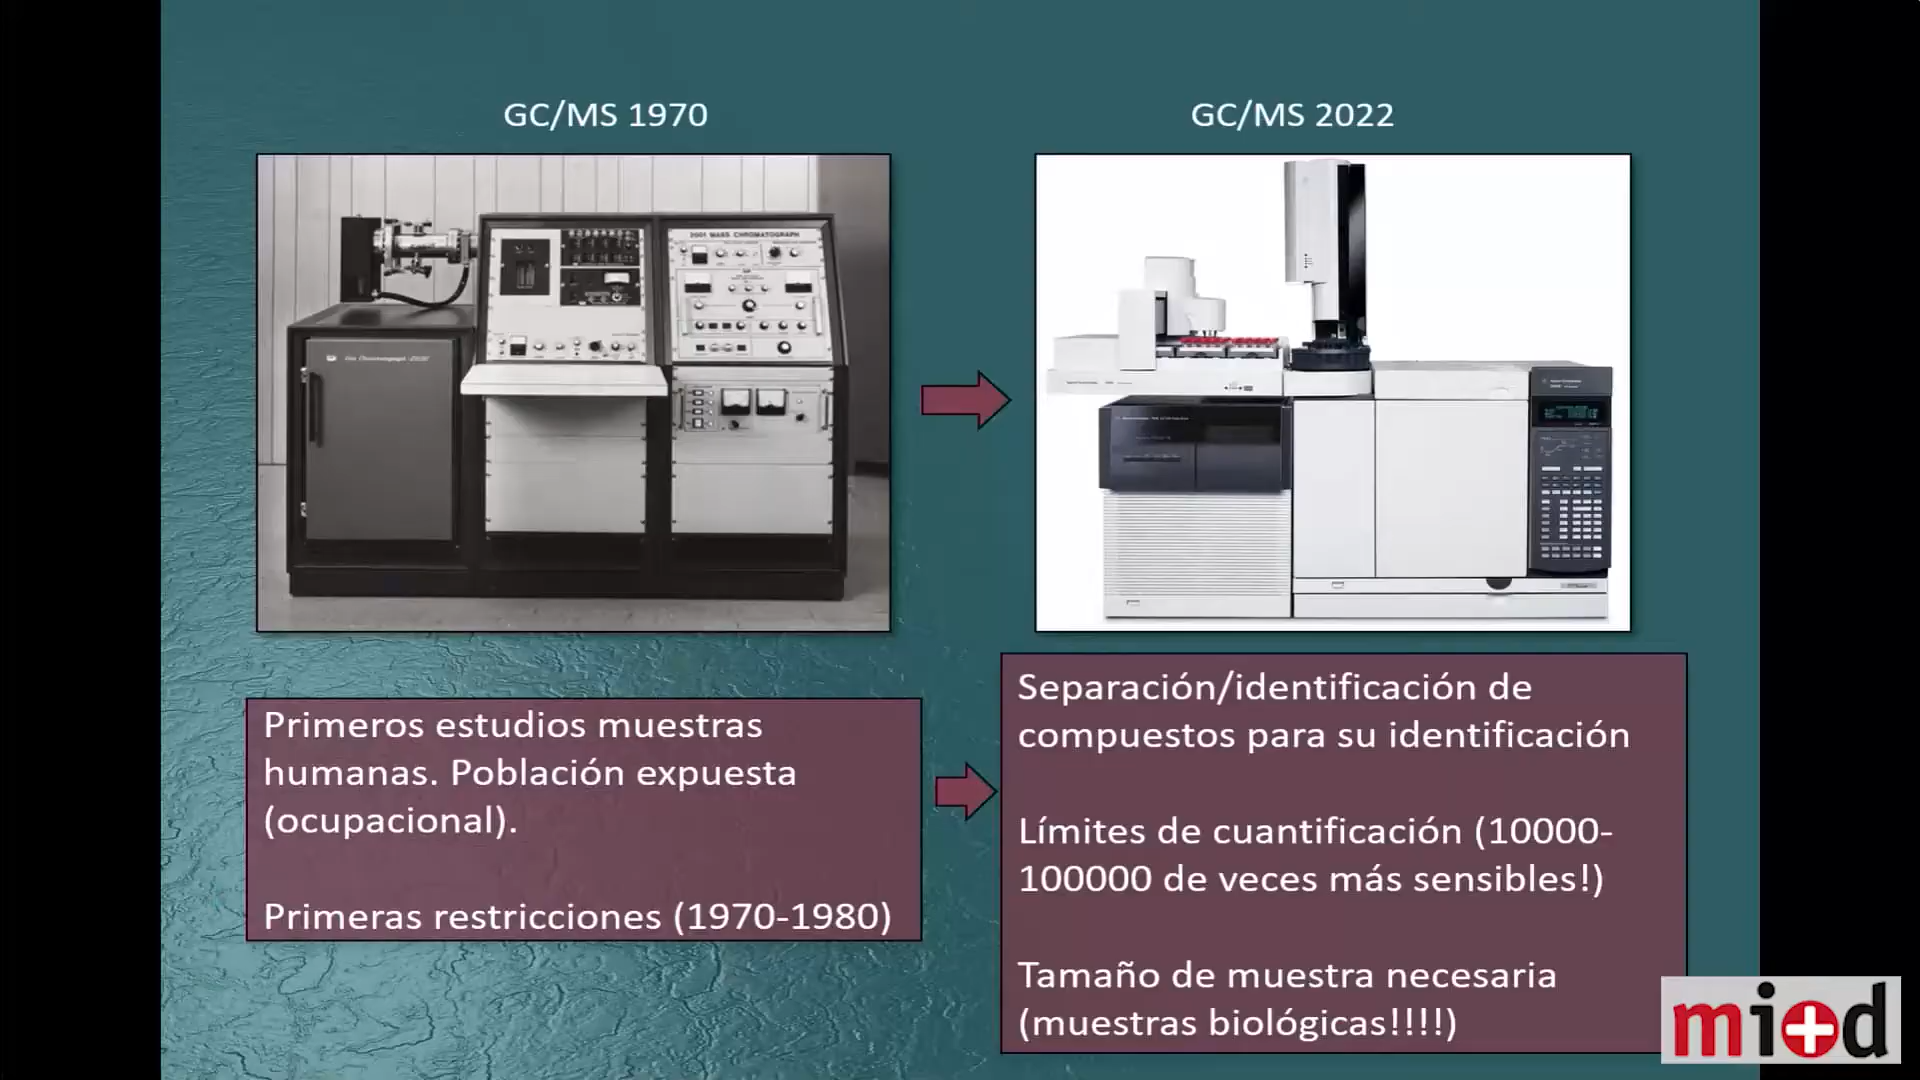 GC/MS 1970
GC/MS 2022
2001 MASS CHROMATOGRAPH
Primeros estudios muestras
humanas. Población expuesta
(ocupacional).
Primeras restricciones (1970-1980)
Separación/identificación de
compuestos para su identificación
Límites de cuantificación (10000-
100000 de veces más sensibles!)
Tamaño de muestra necesaria
(muestras biológicas!!!!)
mi+d